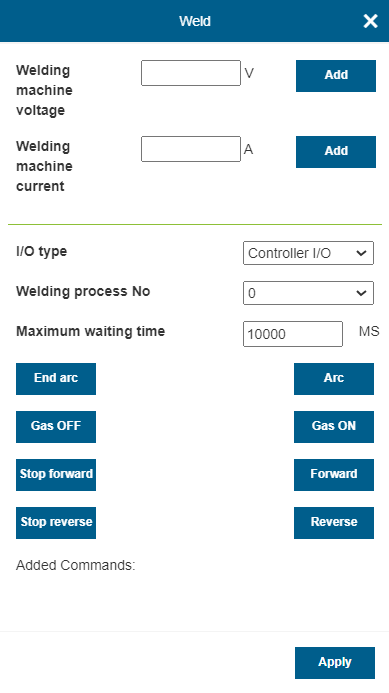 Weld
Welding
machine
voltage
V
Add
Welding
machine
current
A
Add
I/O type
Controller I/O
Welding process No
0
Maximum waiting time
10000
MS
End arc
Arc
Gas OFF
Gas ON
Stop forward
Forward
Stop reverse
Reverse
Added Commands:
Apply